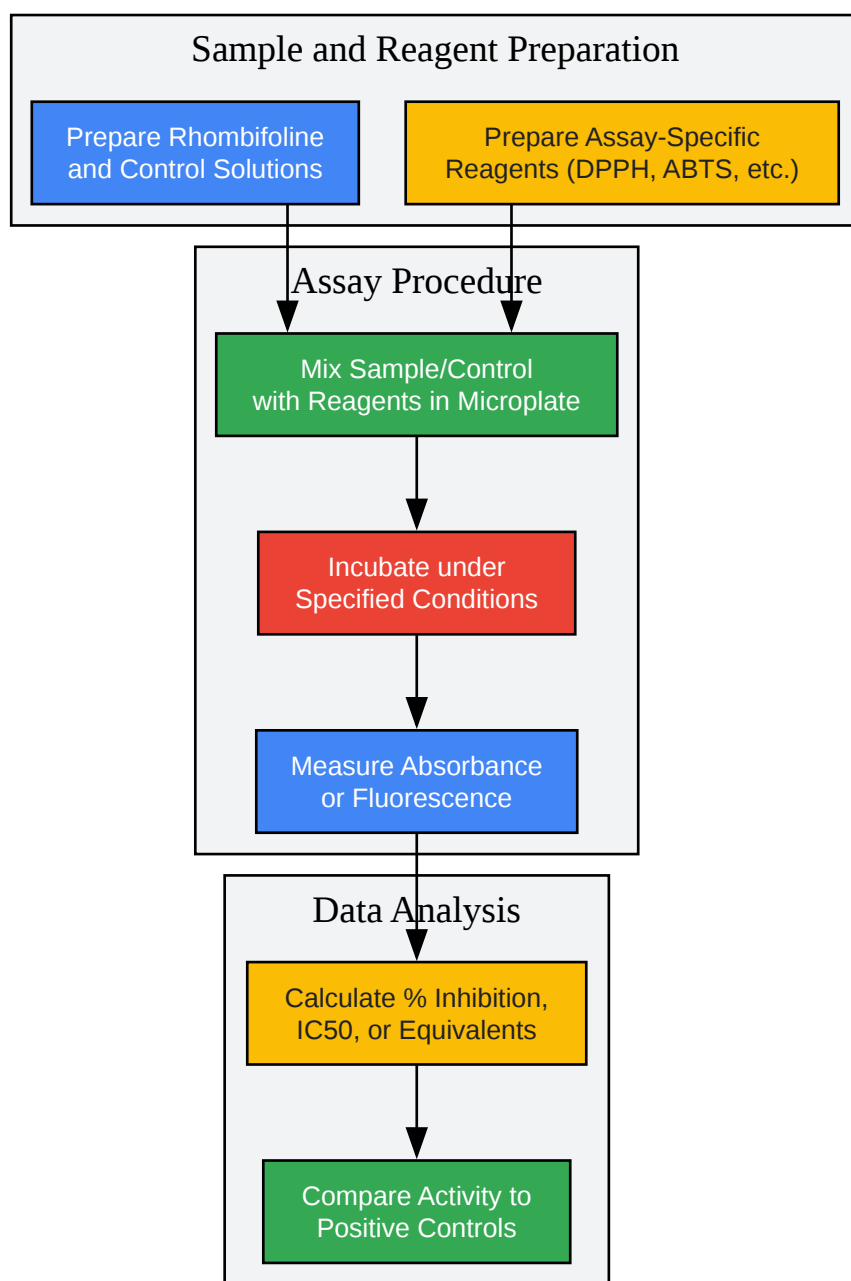 Sample and Reagent Preparation
Prepare Rhombifoline
and Control Solutions
Prepare Assay-Specific
Reagents (DPPH, ABTS, etc.)
Assay Procedure
Mix Sample/Control
with Reagents in Microplate
Incubate under
Specified Conditions
Measure Absorbance
or Fluorescence
Data Analysis
Calculate % Inhibition,
IC50, or Equivalents
Compare Activity to
Positive Controls